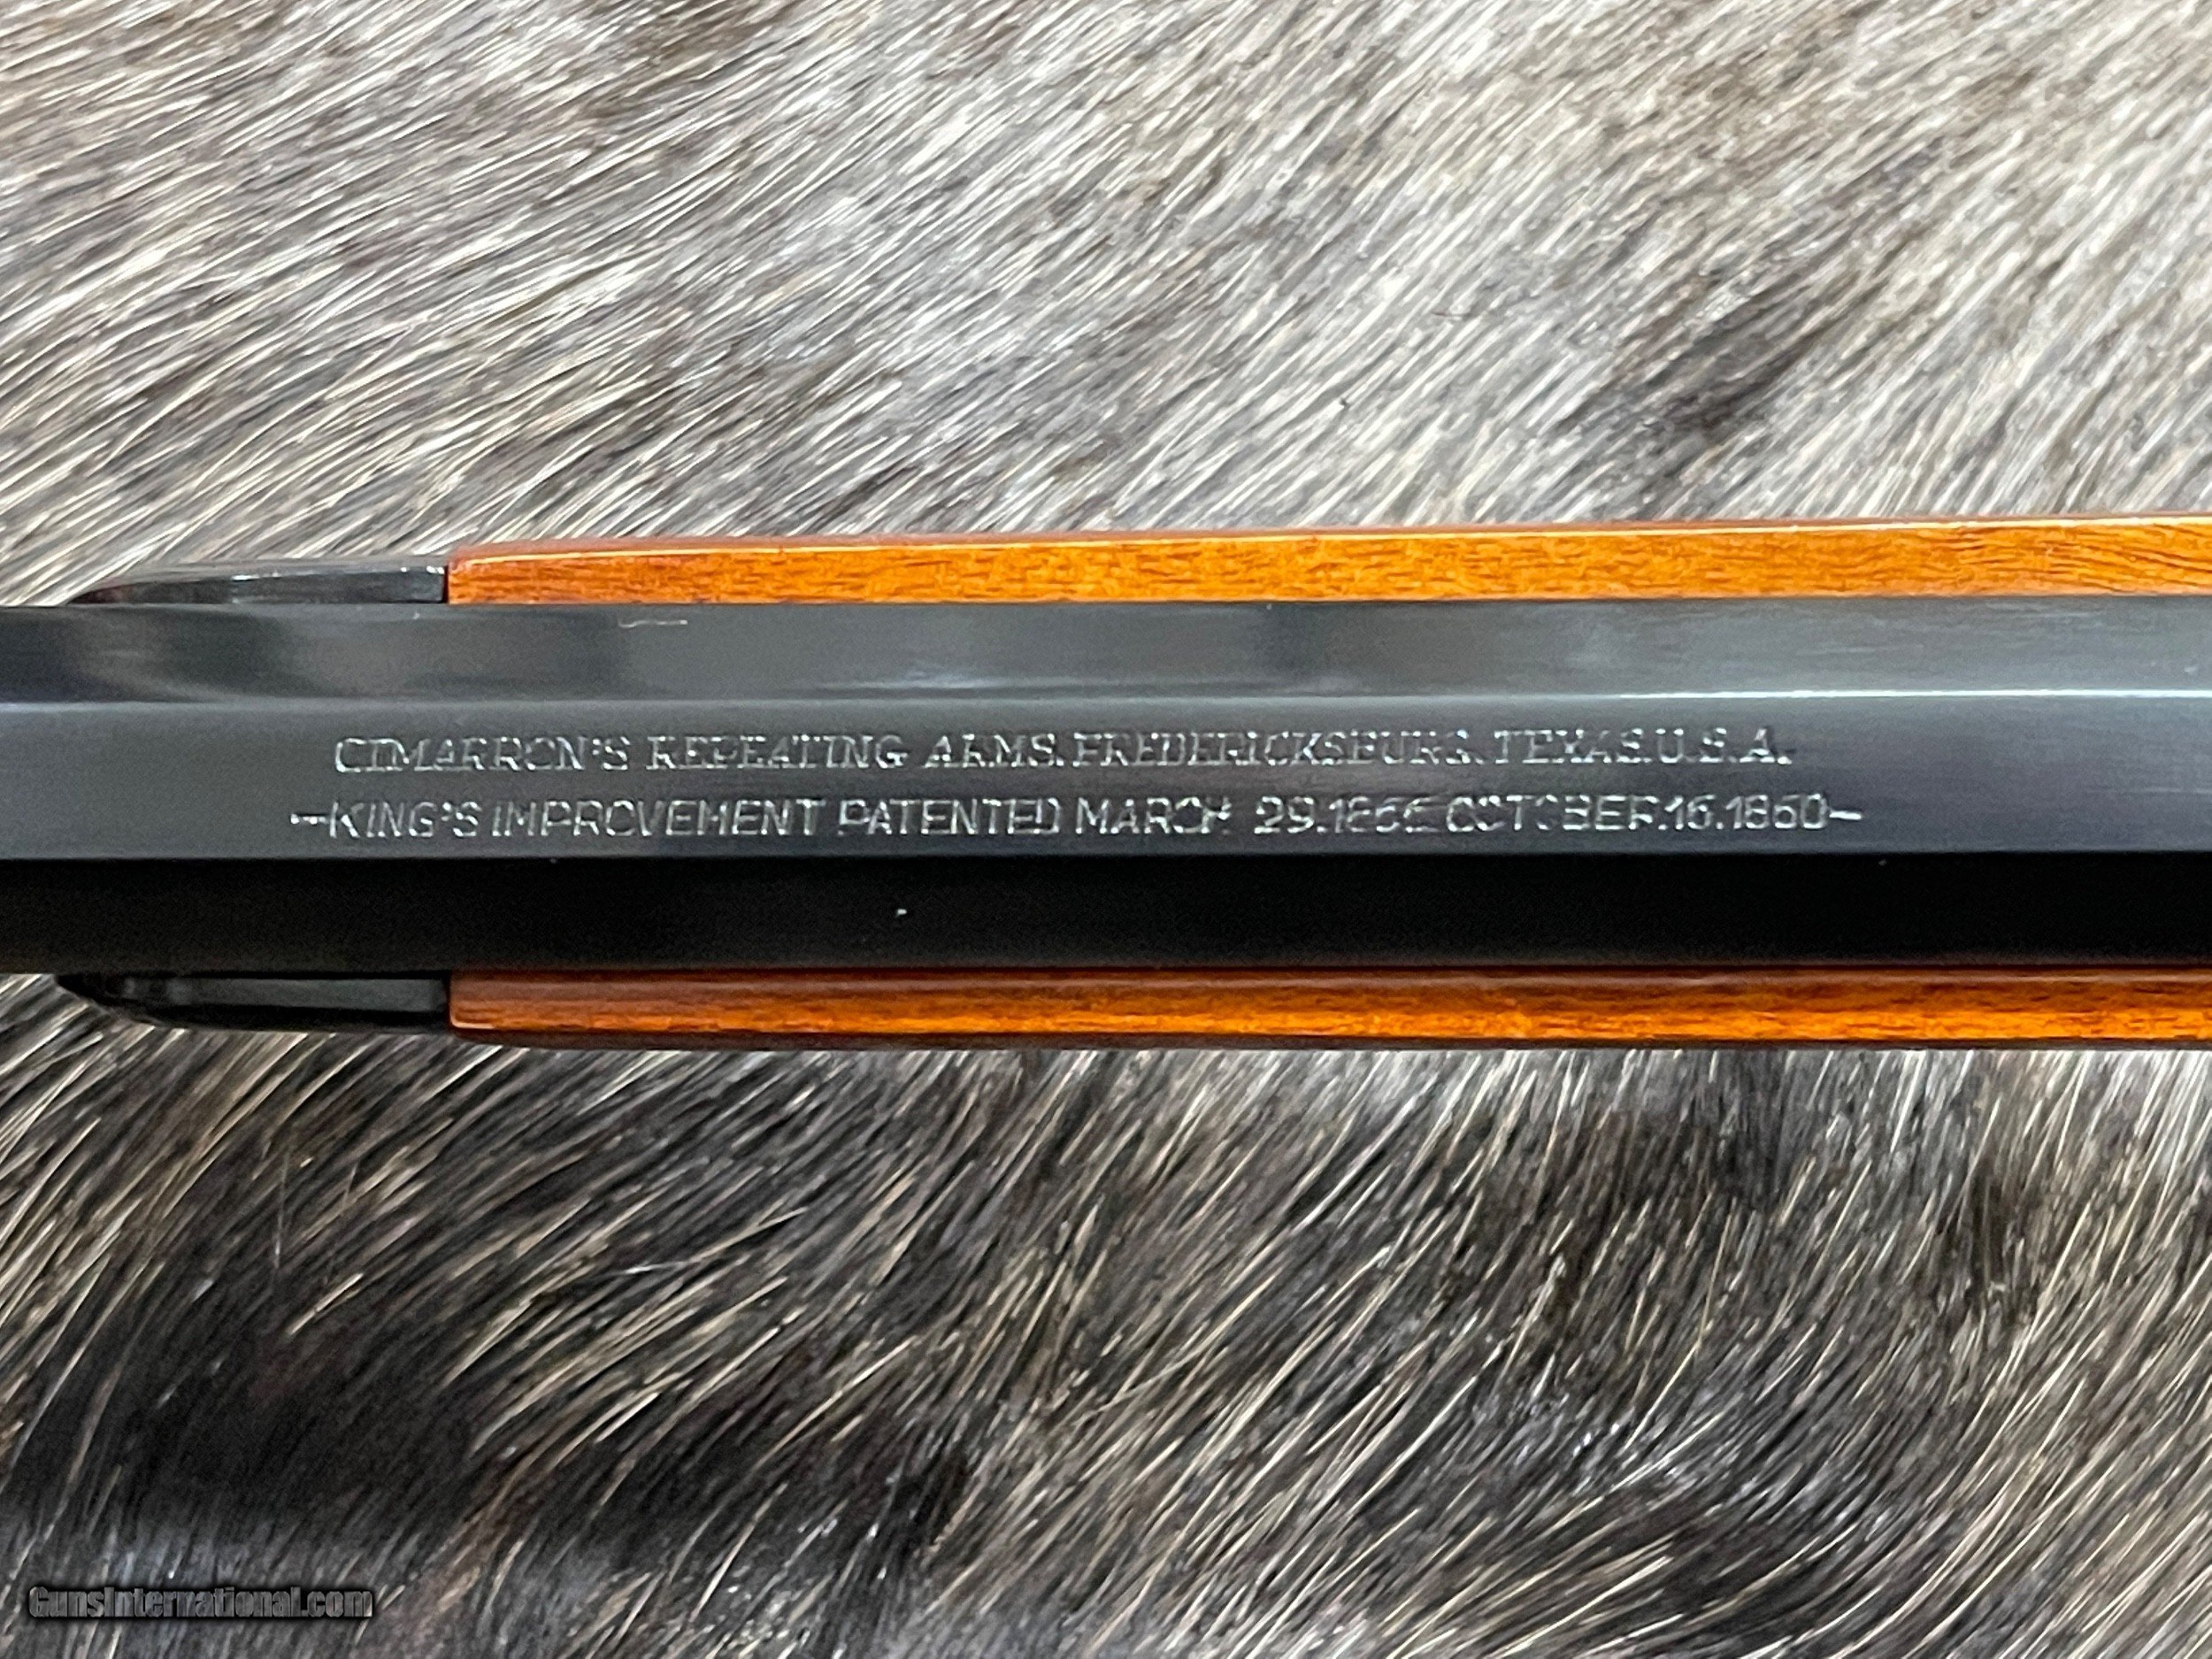 CIMARRON'S REPEATING ARMS. FREDERICKSBURG. TEXAS. U.S.A.
—KING'S IMPROVEMENT PATENTED MARCH 29.1866. OCTOBER.16.1860—
GunsInternational.com